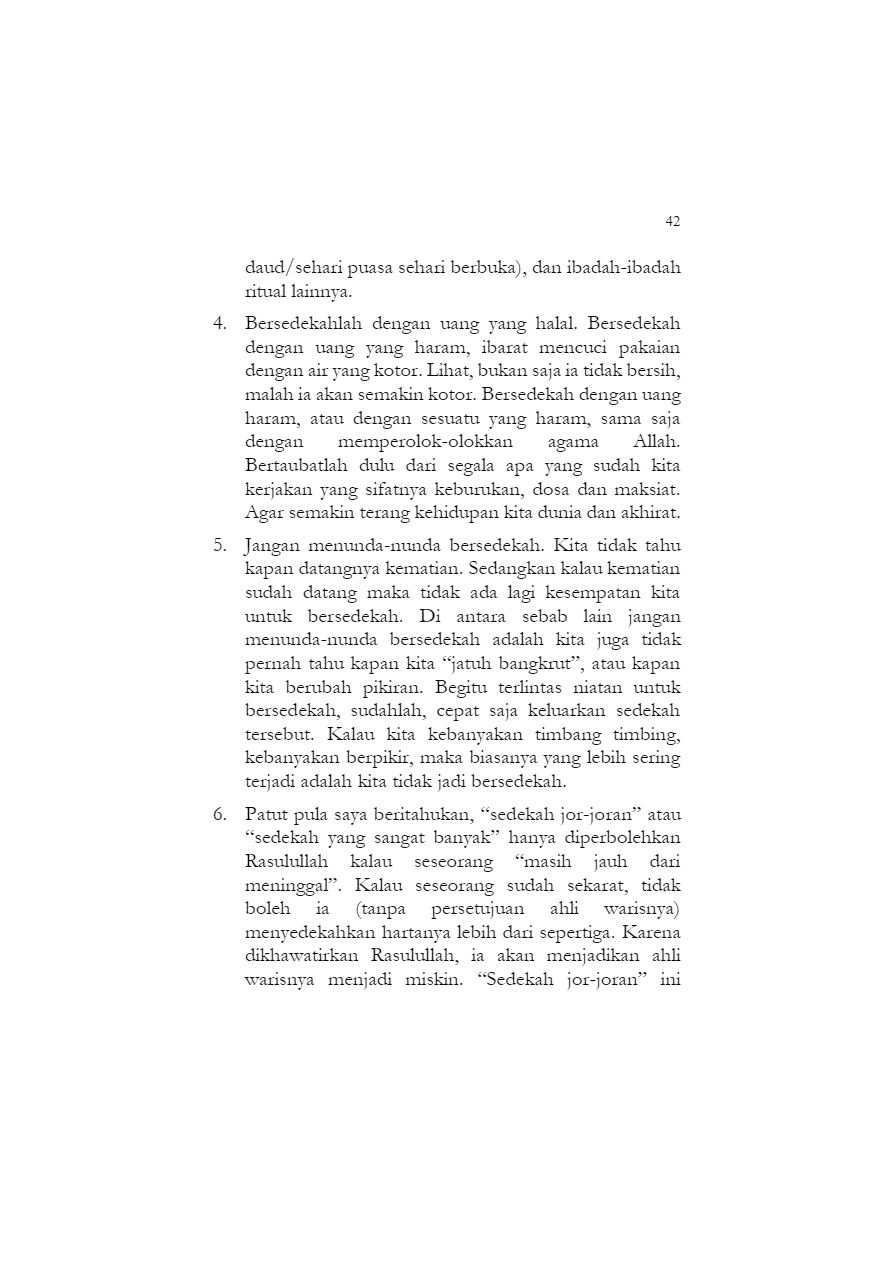 42
daud/sehari puasa sehari berbuka), dan ibadah-ibadah
ritual lainnya.
4. Bersedekahlah dengan uang yang halal. Bersedekah
dengan uang yang haram, ibarat mencuci pakaian
dengan air yang kotor. Lihat, bukan saja ia tidak bersih,
malah ia akan semakin kotor. Bersedekah dengan uang
haram, atau dengan sesuatu yang haram, sama saja
dengan memperolok-olokkan agama Allah.
Bertaubatlah dulu dari segala apa yang sudah kita
kerjakan yang sifatnya keburukan, dosa dan maksiat.
Agar semakin terang kehidupan kita dunia dan akhirat.
5. Jangan menunda-nunda bersedekah. Kita tidak tahu
kapan datangnya kematian. Sedangkan kalau kematian
sudah datang maka tidak ada lagi kesempatan kita
untuk bersedekah. Di antara sebab lain jangan
menunda-nunda bersedekah adalah kita juga tidak
pernah tahu kapan kita “jatuh bangkrut”, atau kapan
kita berubah pikiran. Begitu terlintas niatan untuk
bersedekah, sudahlah, cepat saja keluarkan sedekah
tersebut. Kalau kita kebanyakan timbang timbing,
kebanyakan berpikir, maka biasanya yang lebih sering
terjadi adalah kita tidak jadi bersedekah.
6. Patut pula saya beritahukan, “sedekah jor-joran” atau
“sedekah yang sangat banyak” hanya diperbolehkan
Rasulullah kalau seseorang “masih jauh dari
meninggal”. Kalau seseorang sudah sekarat, tidak
boleh ia (tanpa persetujuan ahli warisnya)
menyedekahkan hartanya lebih dari sepertiga. Karena
dikhawatirkan Rasulullah, ia akan menjadikan ahli
warisnya menjadi miskin. “Sedekah jor-joran” ini